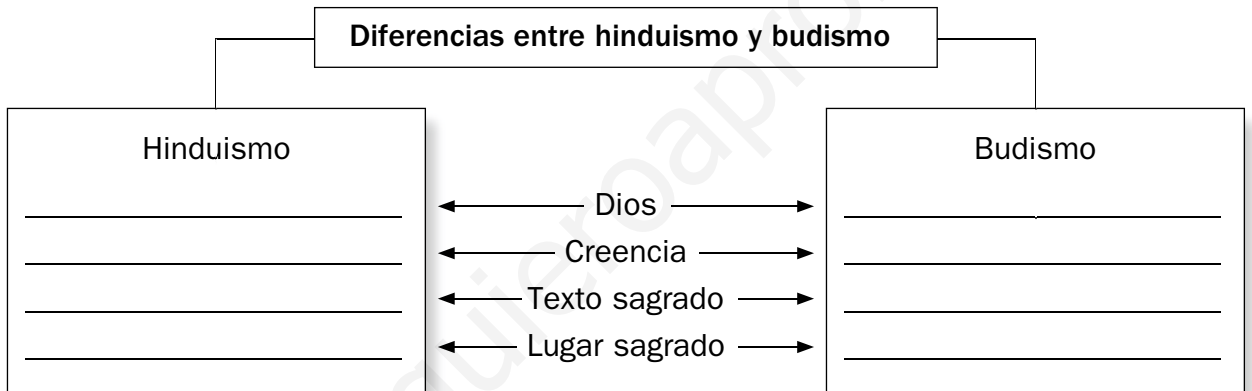 Diferencias entre hinduismo y budismo
Hinduismo
Budismo
Dios
Creencia
Texto sagrado
Lugar sagrado